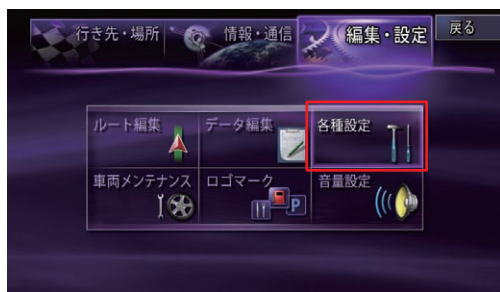 行き先・場所 情報・通信 編集・設定 戻る
ルート編集 データ編集 各種設定
車両メンテナンス ロゴマーク 音量設定
P